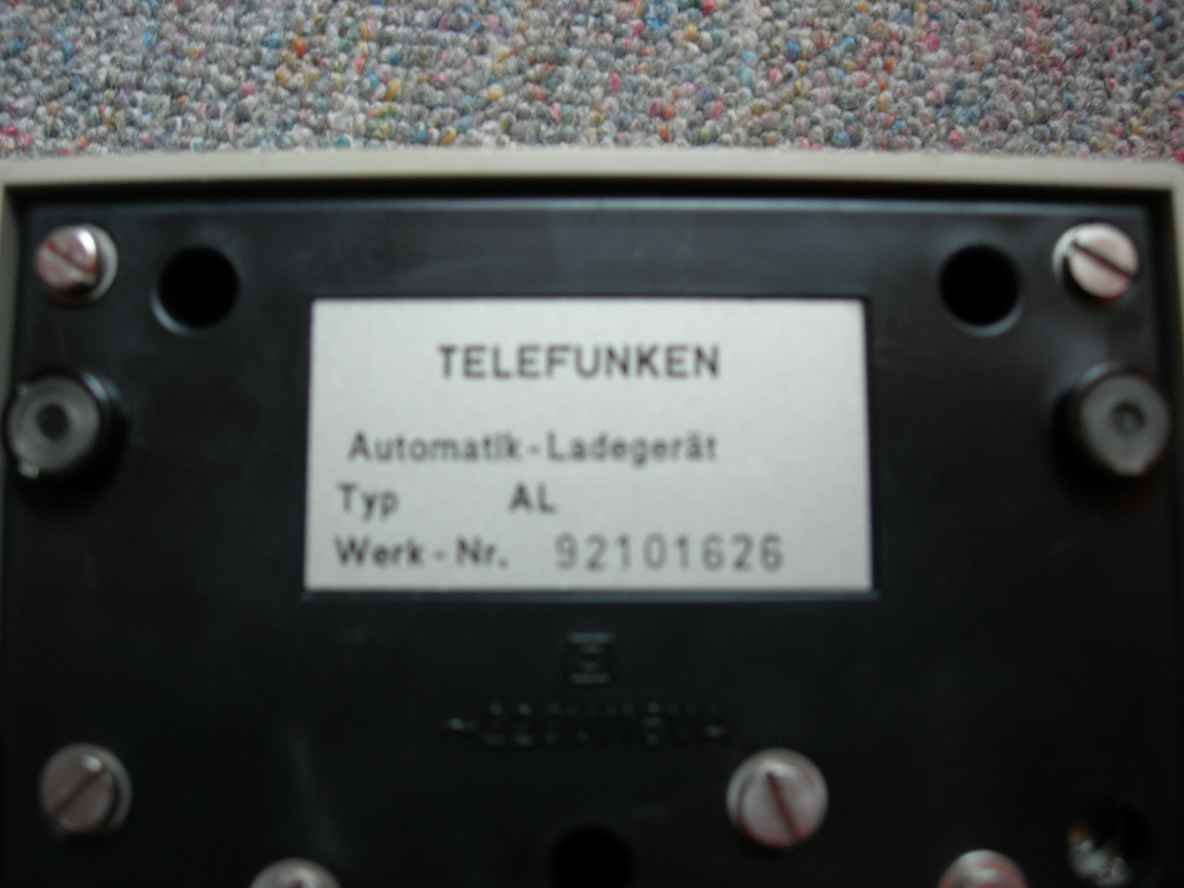 TELEFUNKEN
Automatik-Ladegerät
Typ AL
Werk-Nr. 92101626